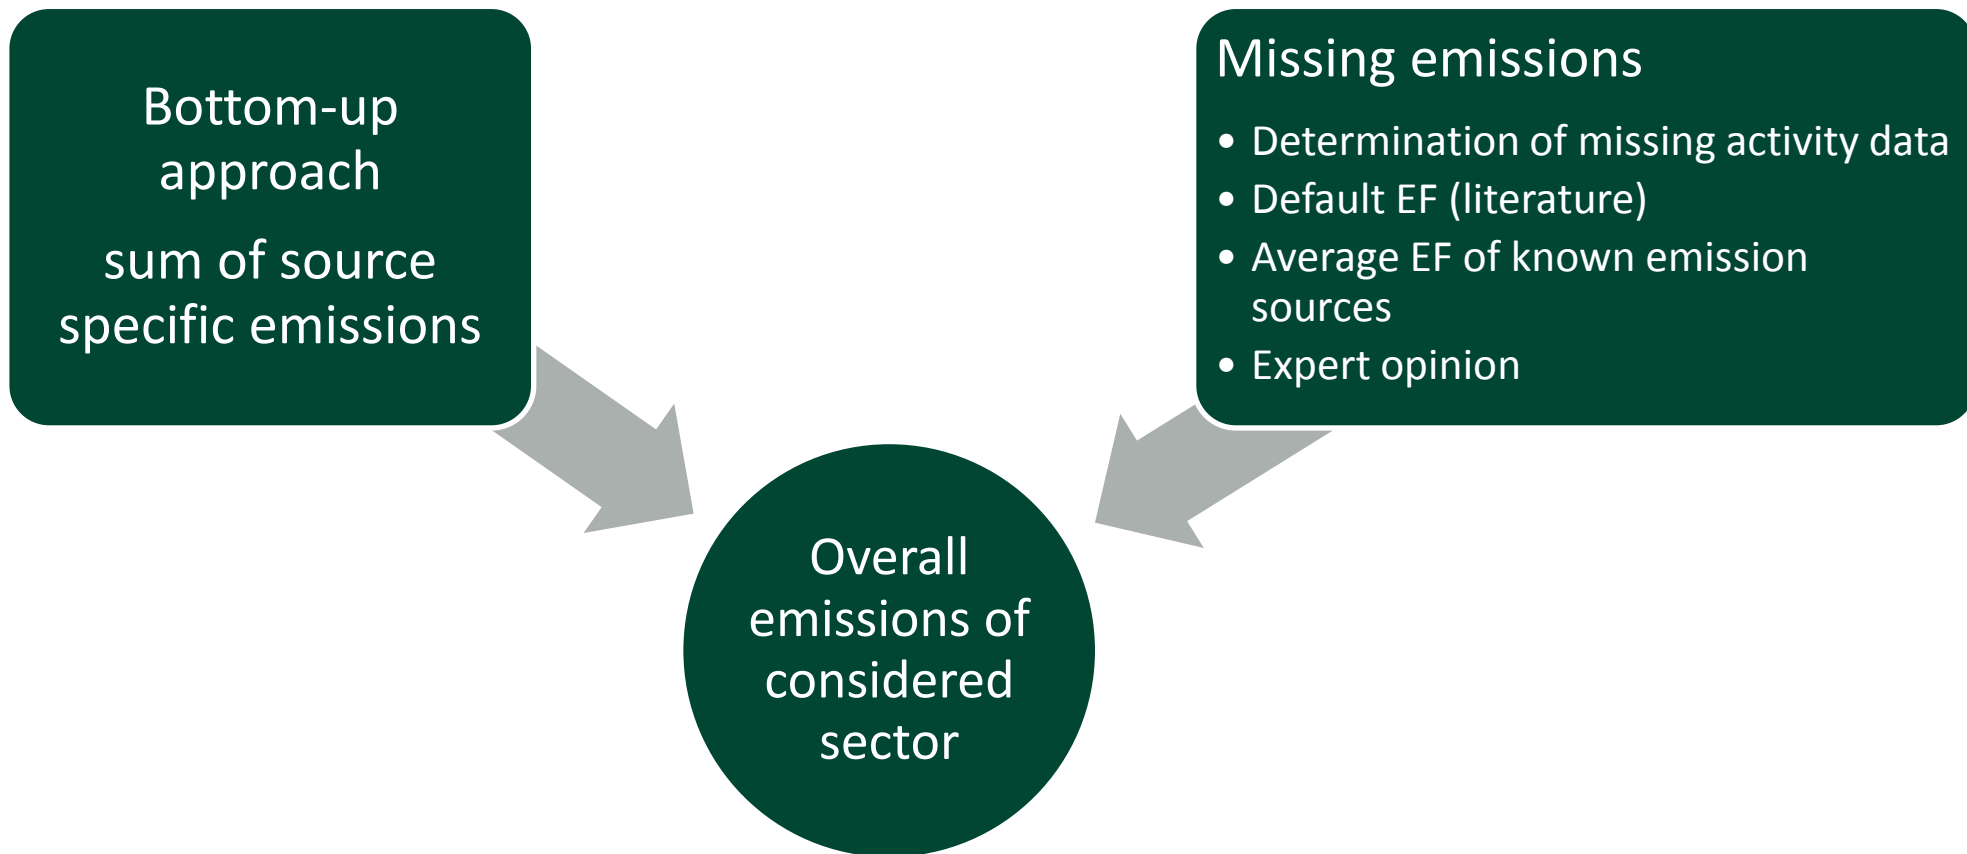 Bottom-up
approach
sum of source
specific emissions
Missing emissions
• Determination of missing activity data
• Default EF (literature)
• Average EF of known emission
sources
• Expert opinion
Overall
emissions of
considered
sector